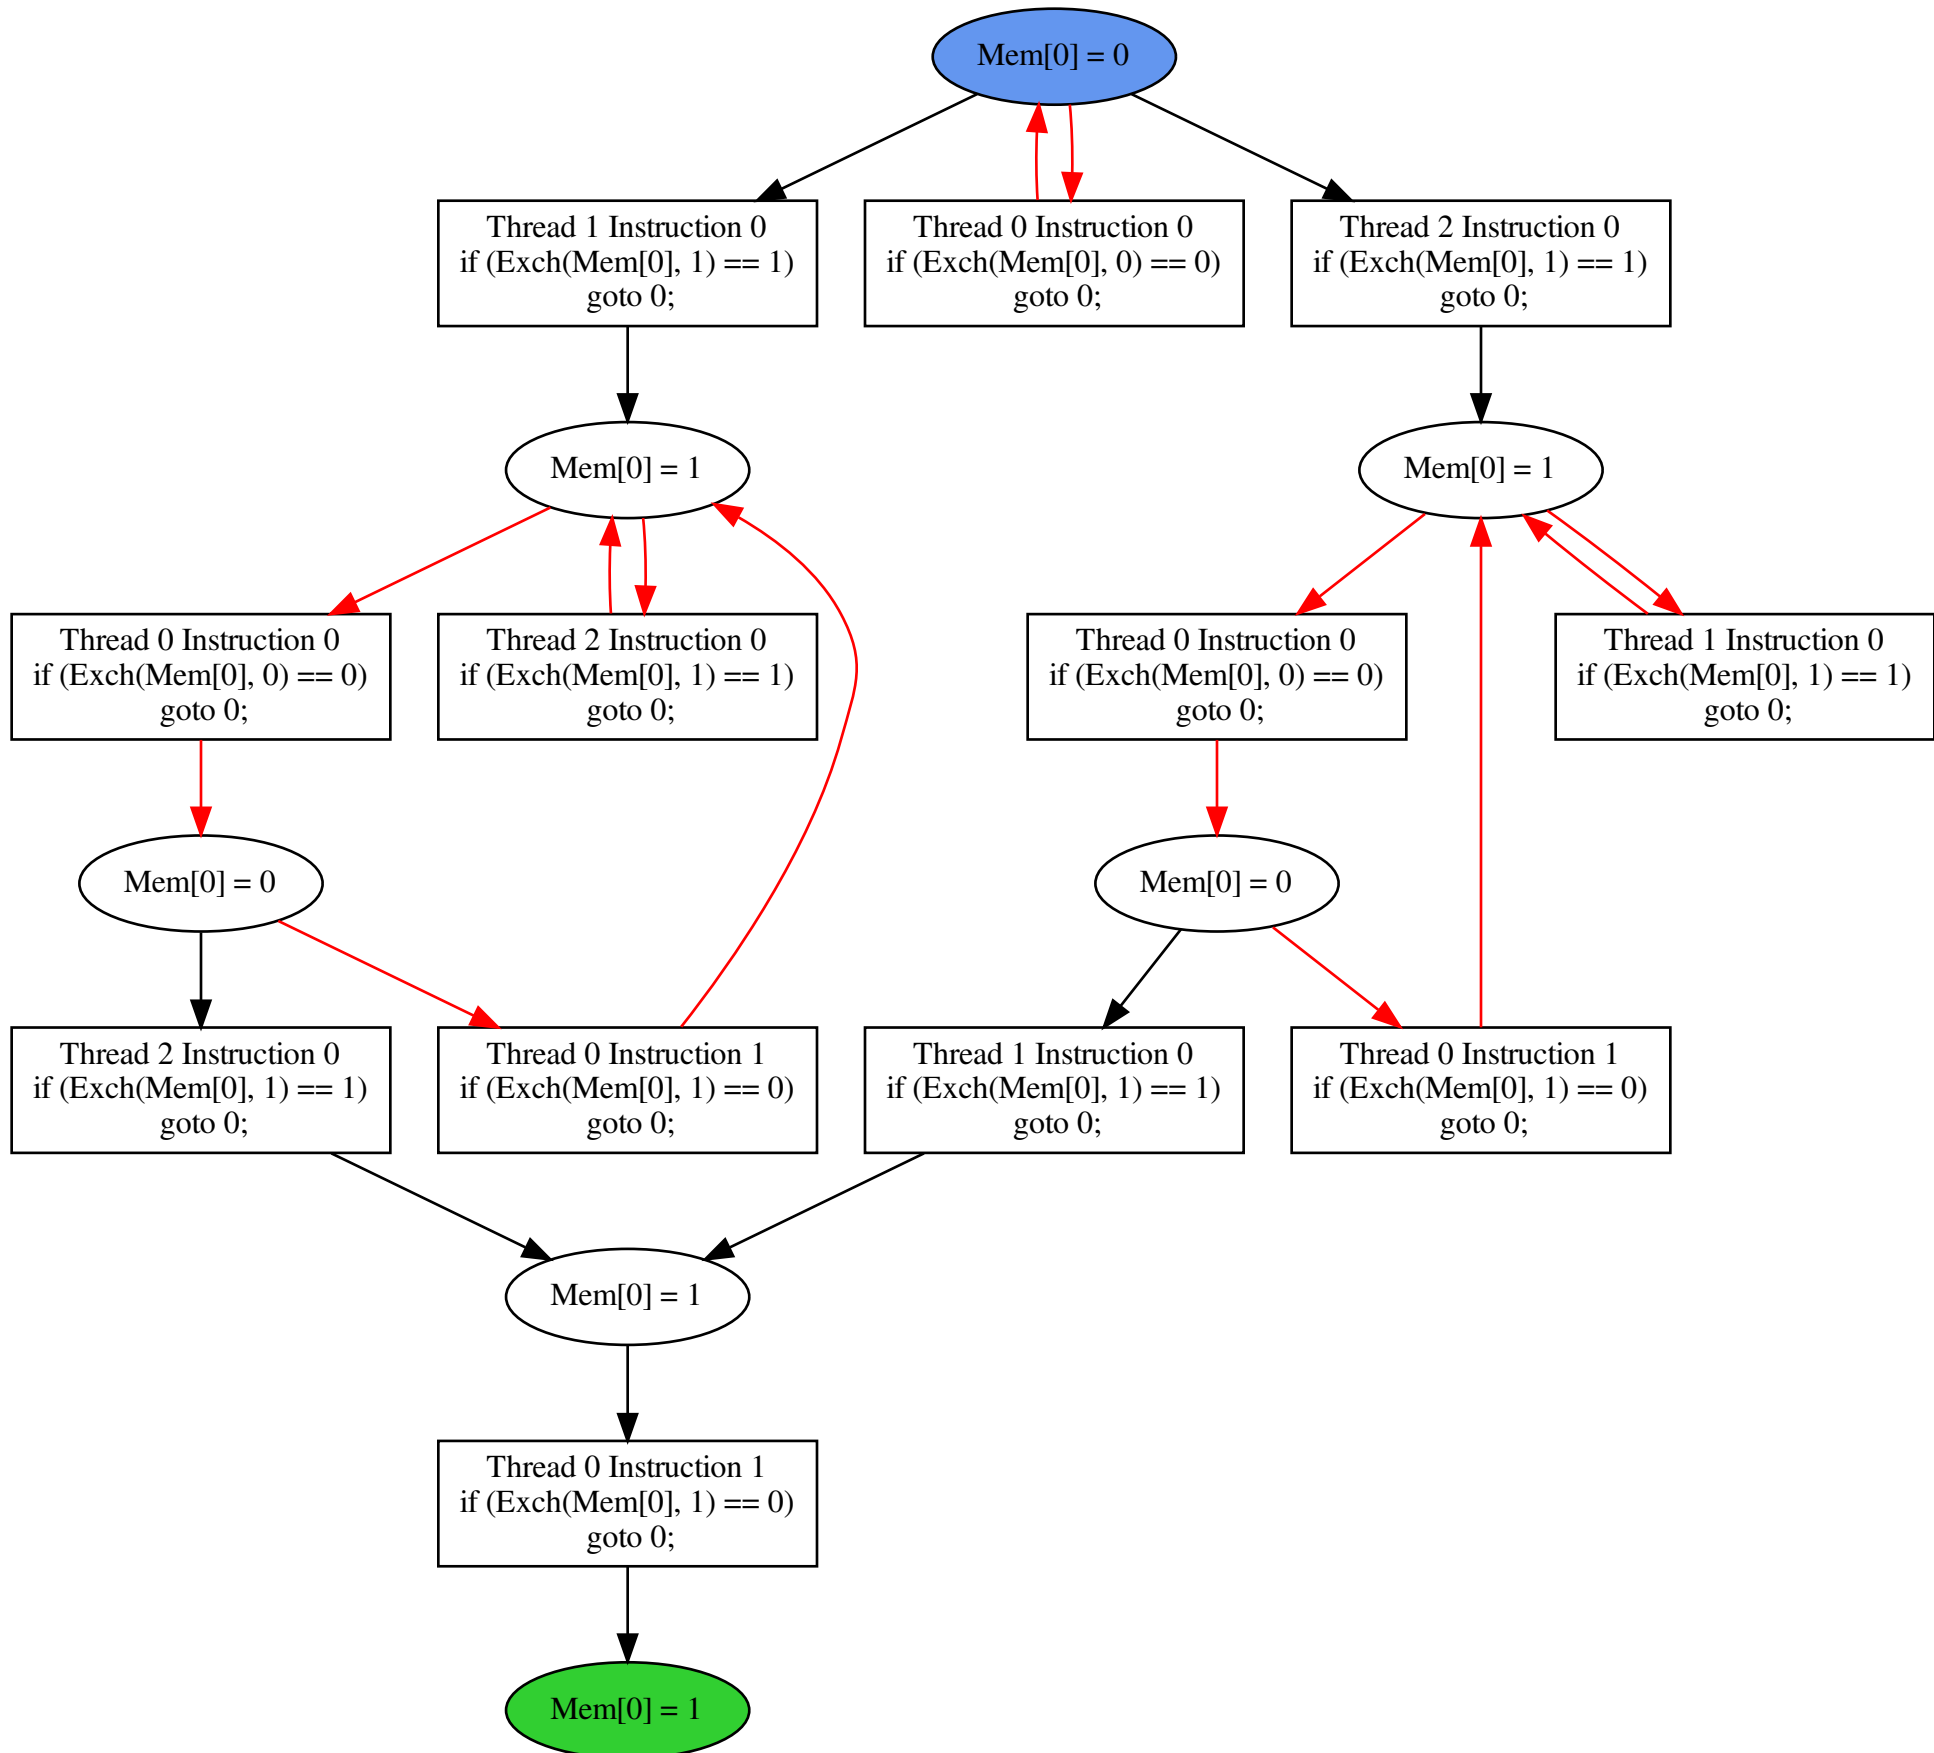 Mem[0] = 0
Thread 1 Instruction 0
if (Exch(Mem[0], 1) == 1)
goto 0;
Thread 0 Instruction 0
if (Exch(Mem[0], 0) == 0)
goto 0;
Thread 2 Instruction 0
if (Exch(Mem[0], 1) == 1)
goto 0;
Mem[0] = 1
Mem[0] = 1
Thread 0 Instruction 0
if (Exch(Mem[0], 0) == 0)
goto 0;
Thread 2 Instruction 0
if (Exch(Mem[0], 1) == 1)
goto 0;
Thread 0 Instruction 0
if (Exch(Mem[0], 0) == 0)
goto 0;
Thread 1 Instruction 0
if (Exch(Mem[0], 1) == 1)
goto 0;
Mem[0] = 0
Mem[0] = 0
Thread 2 Instruction 0
if (Exch(Mem[0], 1) == 1)
goto 0;
Thread 0 Instruction 1
if (Exch(Mem[0], 1) == 0)
goto 0;
Thread 1 Instruction 0
if (Exch(Mem[0], 1) == 1)
goto 0;
Thread 0 Instruction 1
if (Exch(Mem[0], 1) == 0)
goto 0;
Mem[0] = 1
Thread 0 Instruction 1
if (Exch(Mem[0], 1) == 0)
goto 0;
Mem[0] = 1